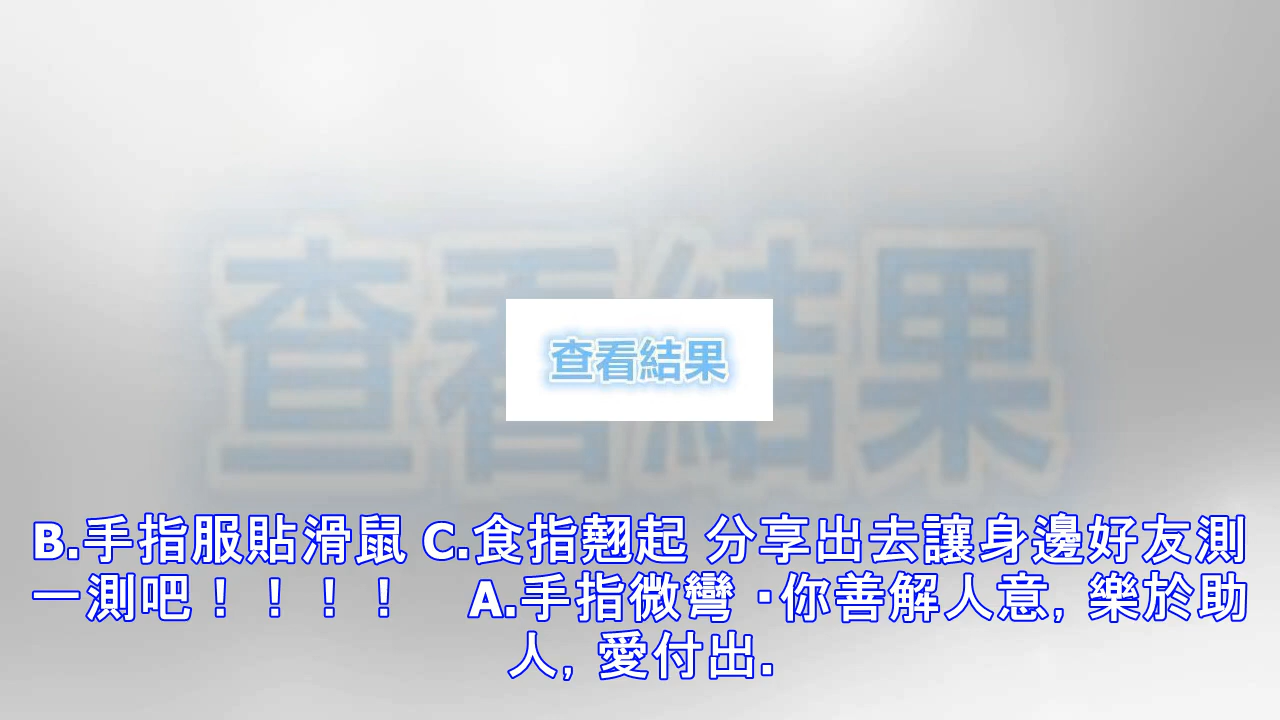 查看結果
查看結果
B.手指服貼滑鼠 C.食指翹起 分享出去讓身邊好友測
一測吧！！！！ A.手指微彎 ·你善解人意, 樂於助
人, 愛付出.